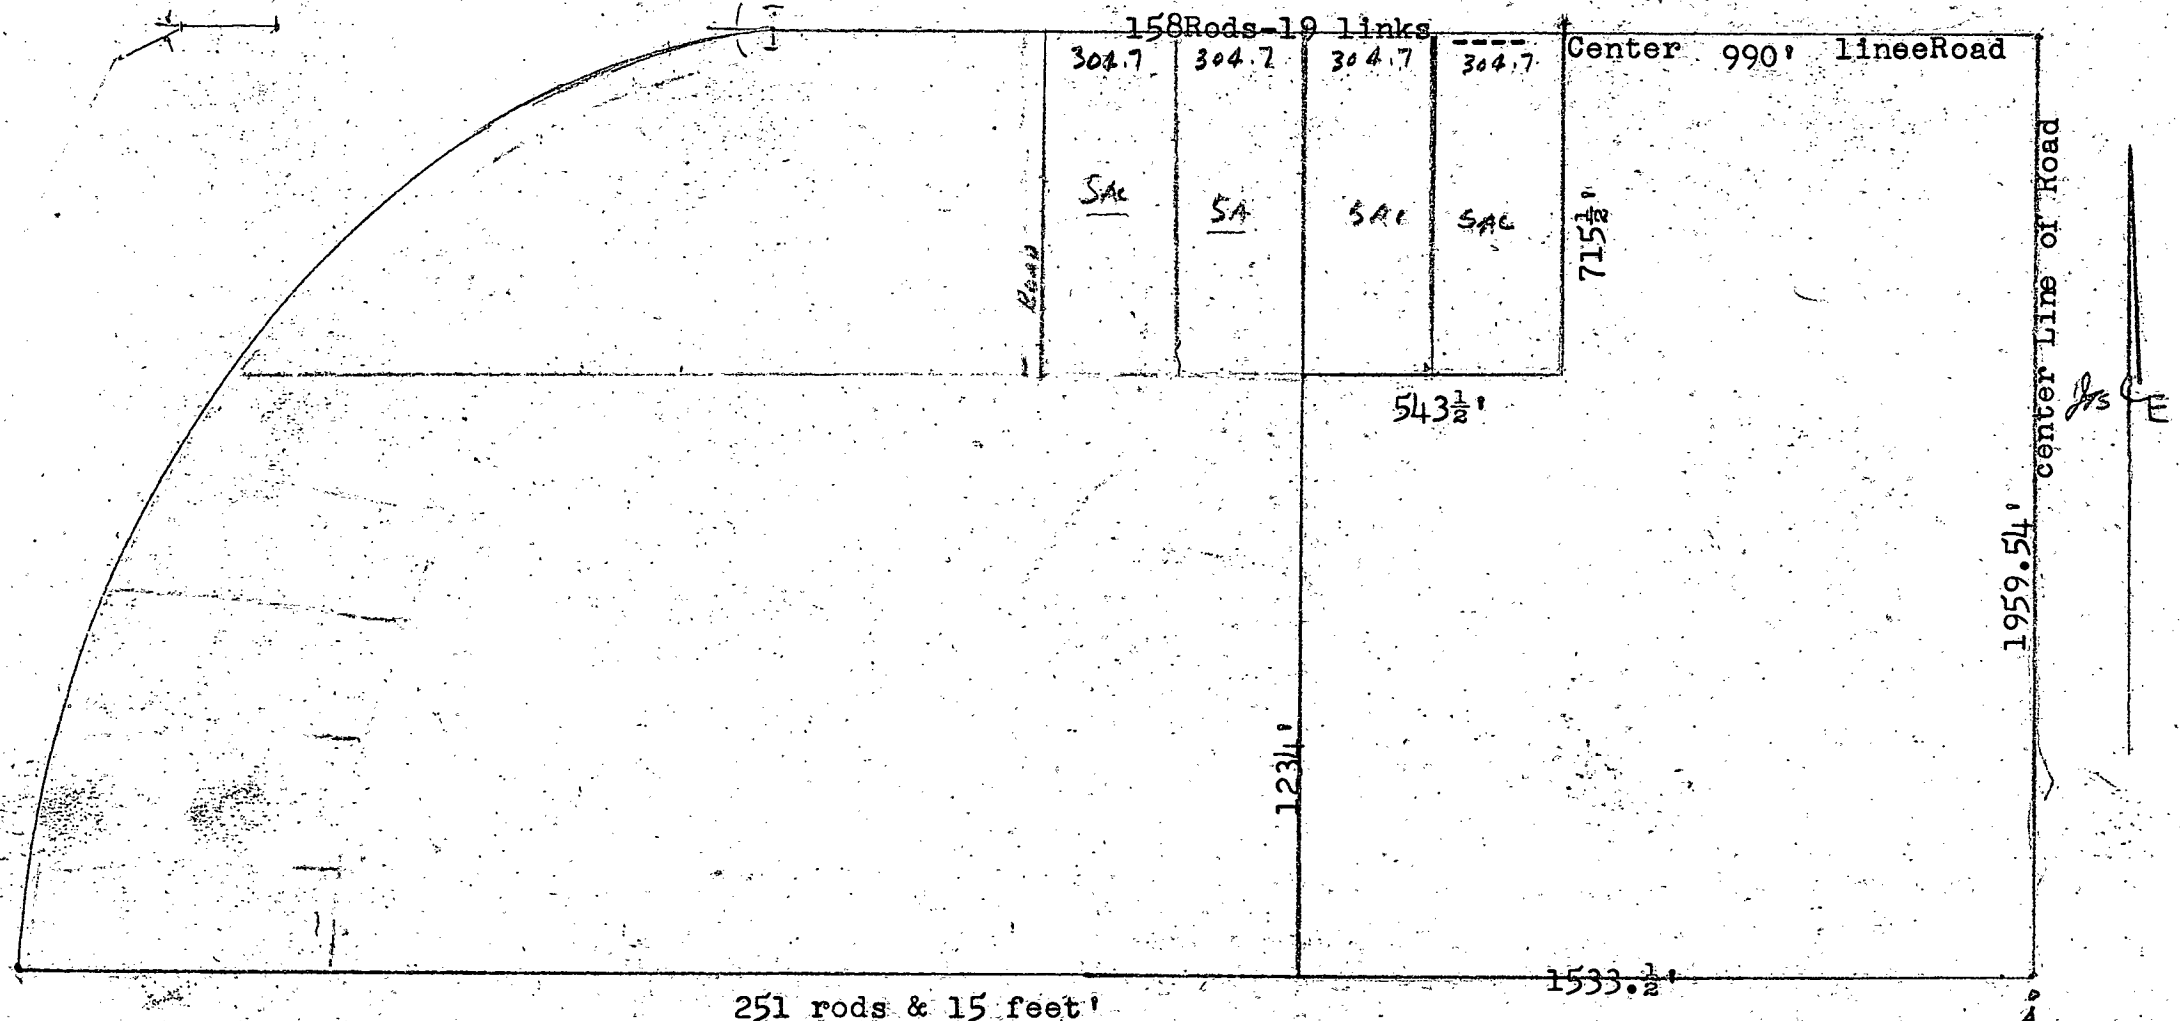 158Rods-19 links
304.7 304.7 304.7 304.7
Center 990' lineeRoad
5AC
5A
5AC
5AC
Road
715½'
center Line of Road
543½'
E
1959.54'
1234'
1533.½'
251 rods & 15 feet'